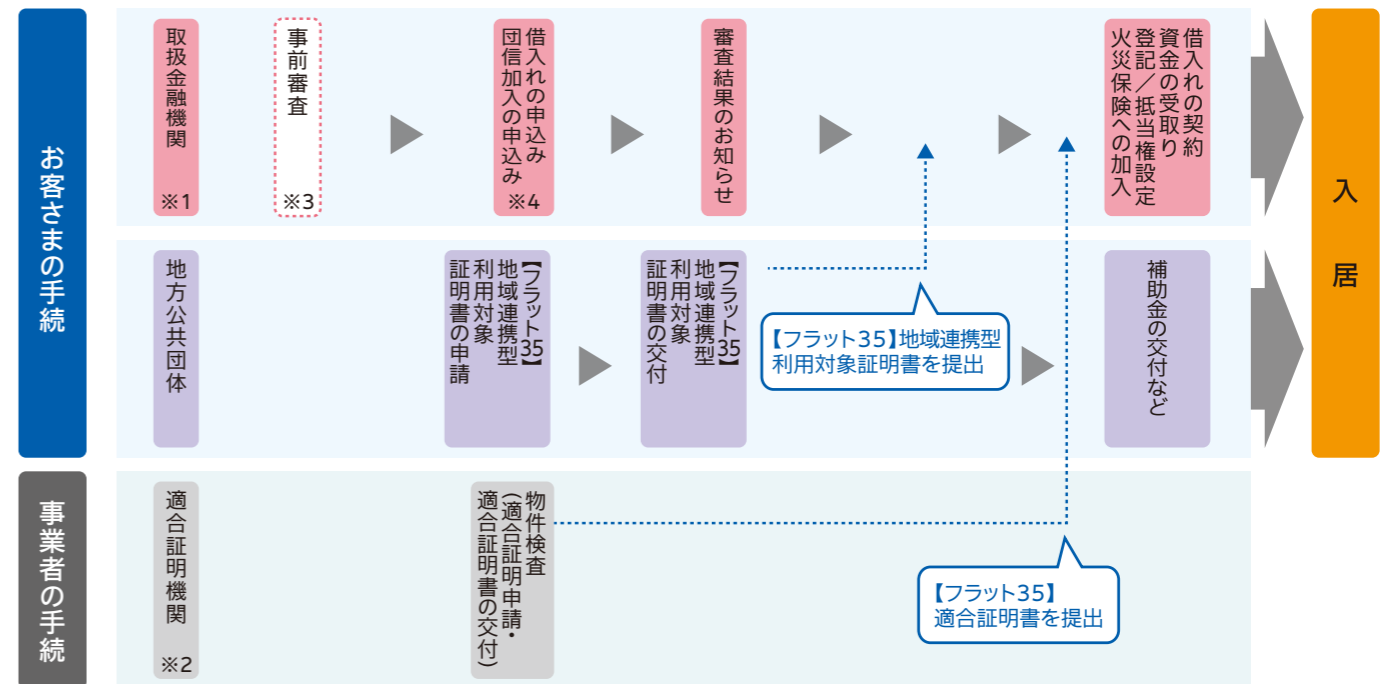 お客さまの手続
取扱金融機関
※1
事前審査
※3
借入れの申込み
団信加入の申込み
※4
審査結果のお知らせ
借入れの契約
資金の受取り
登記／抵当権設定
火災保険への加入
地方公共団体
【フラット35】
地域連携型
利用対象
証明書の申請
【フラット35】
地域連携型
利用対象
証明書の交付
【フラット35】地域連携型
利用対象証明書を提出
補助金の交付など
入居
事業者の手続
適合証明機関
※2
物件検査
(適合証明申請・
適合証明書の交付)
【フラット35】
適合証明書を提出